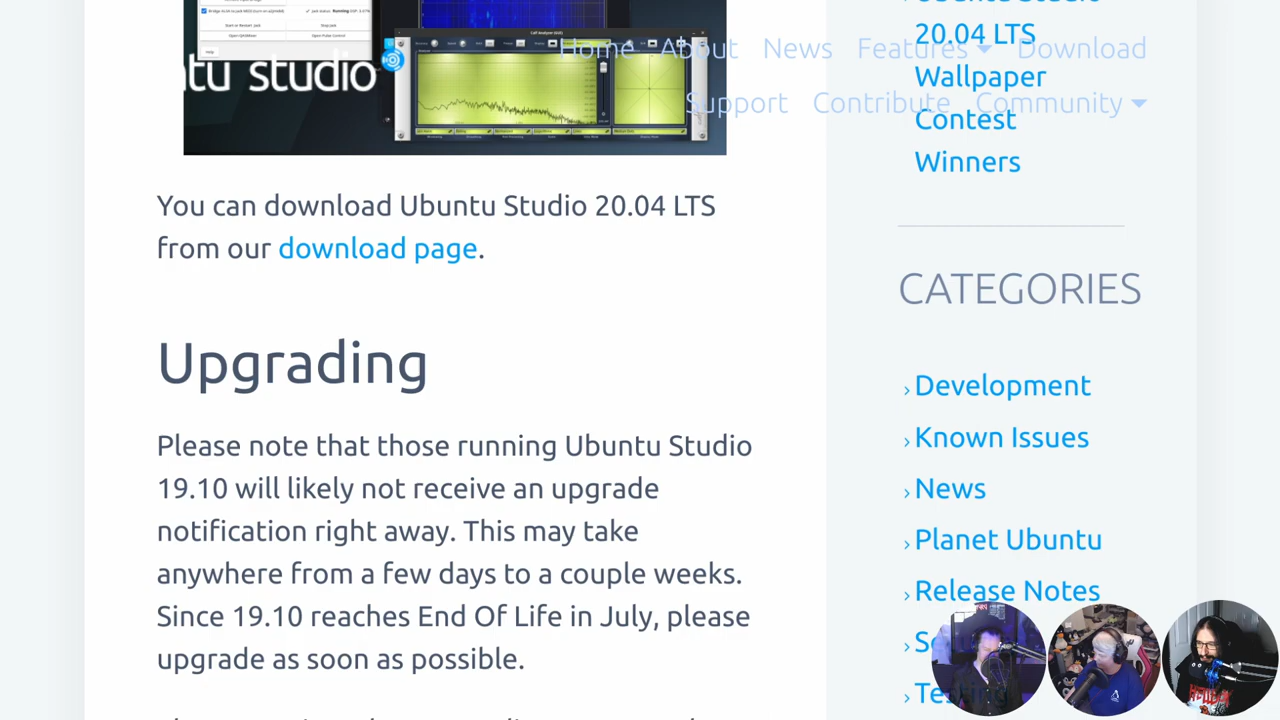 Ubuntu Studio
20.04 LTS
Wallpaper
Contest
Winners
Home About News Features Download
Support Contribute Community
ntu studio
You can download Ubuntu Studio 20.04 LTS
from our download page.
Upgrading
Please note that those running Ubuntu Studio
19.10 will likely not receive an upgrade
notification right away. This may take
anywhere from a few days to a couple weeks.
Since 19.10 reaches End Of Life in July, please
upgrade as soon as possible.
CATEGORIES
› Development
› Known Issues
› News
› Planet Ubuntu
› Release Notes
› Testing